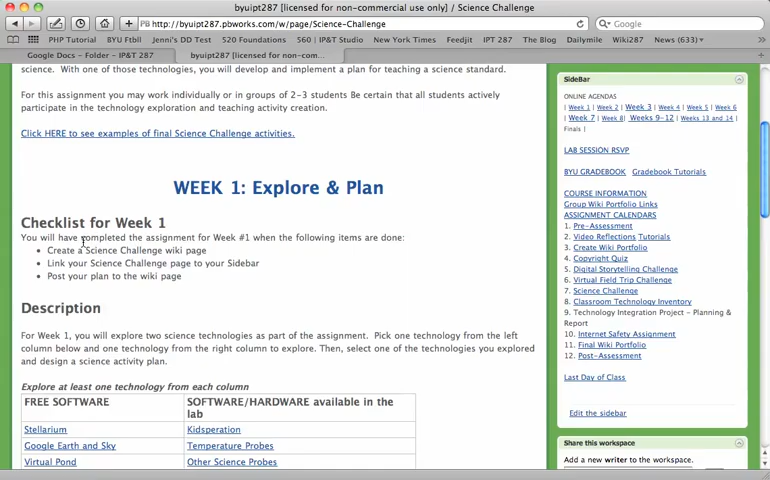 byuipt287 [licensed for non-commercial use only] / Science Challenge
PB http://byuipt287.pbworks.com/w/page/Science-Challenge
Google
PHP Tutorial BYU Ftbll Jenni's DD Test 520 Foundations 560 | IP&T Studio New York Times Feedjit IPT 287 The Blog Dailymile Wiki287 News (633)
Google Docs - Folder - IP&T 287
byuipt287 [licensed for non-com...
science. With one of those technologies, you will develop and implement a plan for teaching a science standard.
For this assignment you may work individually or in groups of 2-3 students Be certain that all students actively
participate in the technology exploration and teaching activity creation.
Click HERE to see examples of final Science Challenge activities.
WEEK 1: Explore & Plan
Checklist for Week 1
You will have completed the assignment for Week #1 when the following items are done:
• Create a Science Challenge wiki page
• Link your Science Challenge page to your Sidebar
• Post your plan to the wiki page
Description
For Week 1, you will explore two science technologies as part of the assignment. Pick one technology from the left
column below and one technology from the right column to explore. Then, select one of the technologies you explored
and design a science activity plan.
Explore at least one technology from each column
FREE SOFTWARE
SOFTWARE/HARDWARE available in the
lab
Stellarium
Kidsperation
Google Earth and Sky
Temperature Probes
Virtual Pond
Other Science Probes
SideBar
ONLINE AGENDAS
| Week 1 | Week 2 | Week 3 | Week 4 | Week 5 | Week 6
| Week 7 | Week 8| Weeks 9-12 | Weeks 13 and 14 |
Finals |
LAB SESSION RSVP
BYU GRADEBOOK Gradebook Tutorials
COURSE INFORMATION
Group Wiki Portfolio Links
ASSIGNMENT CALENDARS
1. Pre-Assessment
2. Video Reflections Tutorials
3. Create Wiki Portfolio
4. Copyright Quiz
5. Digital Storytelling Challenge
6. Virtual Field Trip Challenge
7. Science Challenge
8. Classroom Technology Inventory
9. Technology Integration Project - Planning &
Report
10. Internet Safety Assignment
11. Final Wiki Portfolio
12. Post-Assessment
Last Day of Class
Edit the sidebar
Share this workspace
Add a new writer to the workspace.